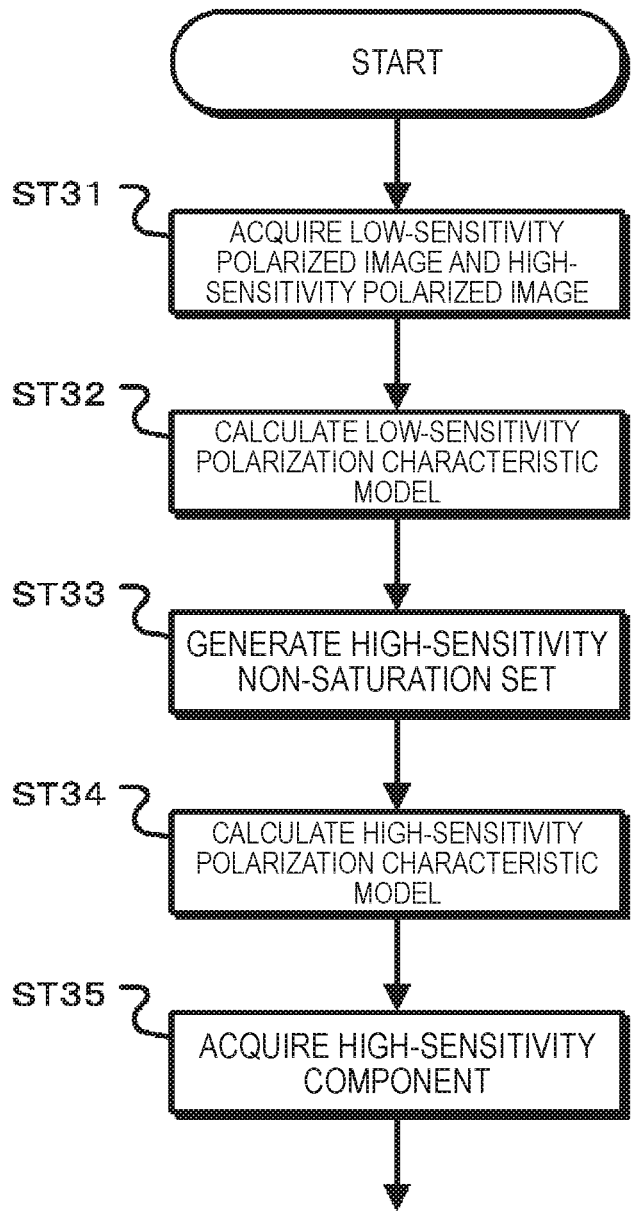 START
ST31
ACQUIRE LOW-SENSITIVITY
POLARIZED IMAGE AND HIGH-
SENSITIVITY POLARIZED IMAGE
ST32
CALCULATE LOW-SENSITIVITY
POLARIZATION CHARACTERISTIC
MODEL
ST33
GENERATE HIGH-SENSITIVITY
NON-SATURATION SET
ST34
CALCULATE HIGH-SENSITIVITY
POLARIZATION CHARACTERISTIC
MODEL
ST35
ACQUIRE HIGH-SENSITIVITY
COMPONENT